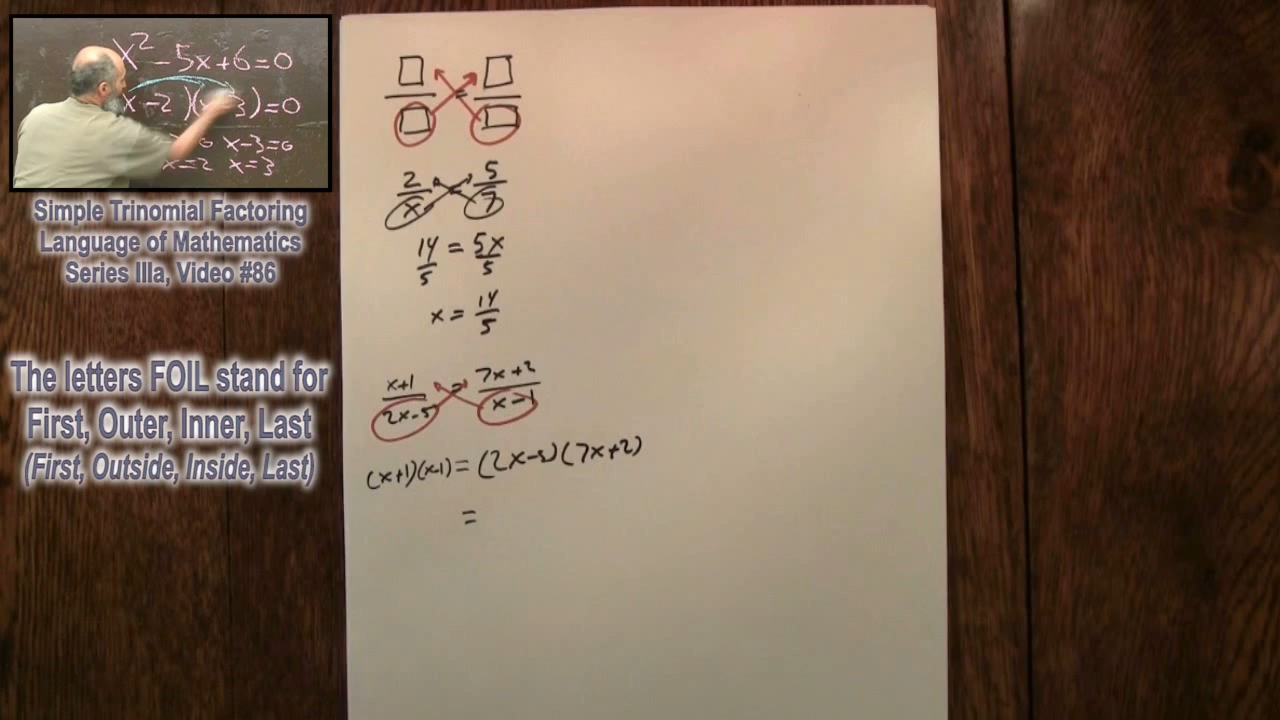 x² - 5x + 6 = 0
x - 2)( 3) = 0
x - 3 = 0
x = 2 x = 3
Simple Trinomial Factoring
Language of Mathematics
Series IIIa, Video #86
The letters FOIL stand for
First, Outer, Inner, Last
(First, Outside, Inside, Last)
□/□ = □/□
2/x = 5/7
14/5 = 5x/5
x = 14/5
x+1/2x-5 = 7x+2/x-1
(x+1)(x-1) = (2x-5)(7x+2)
=